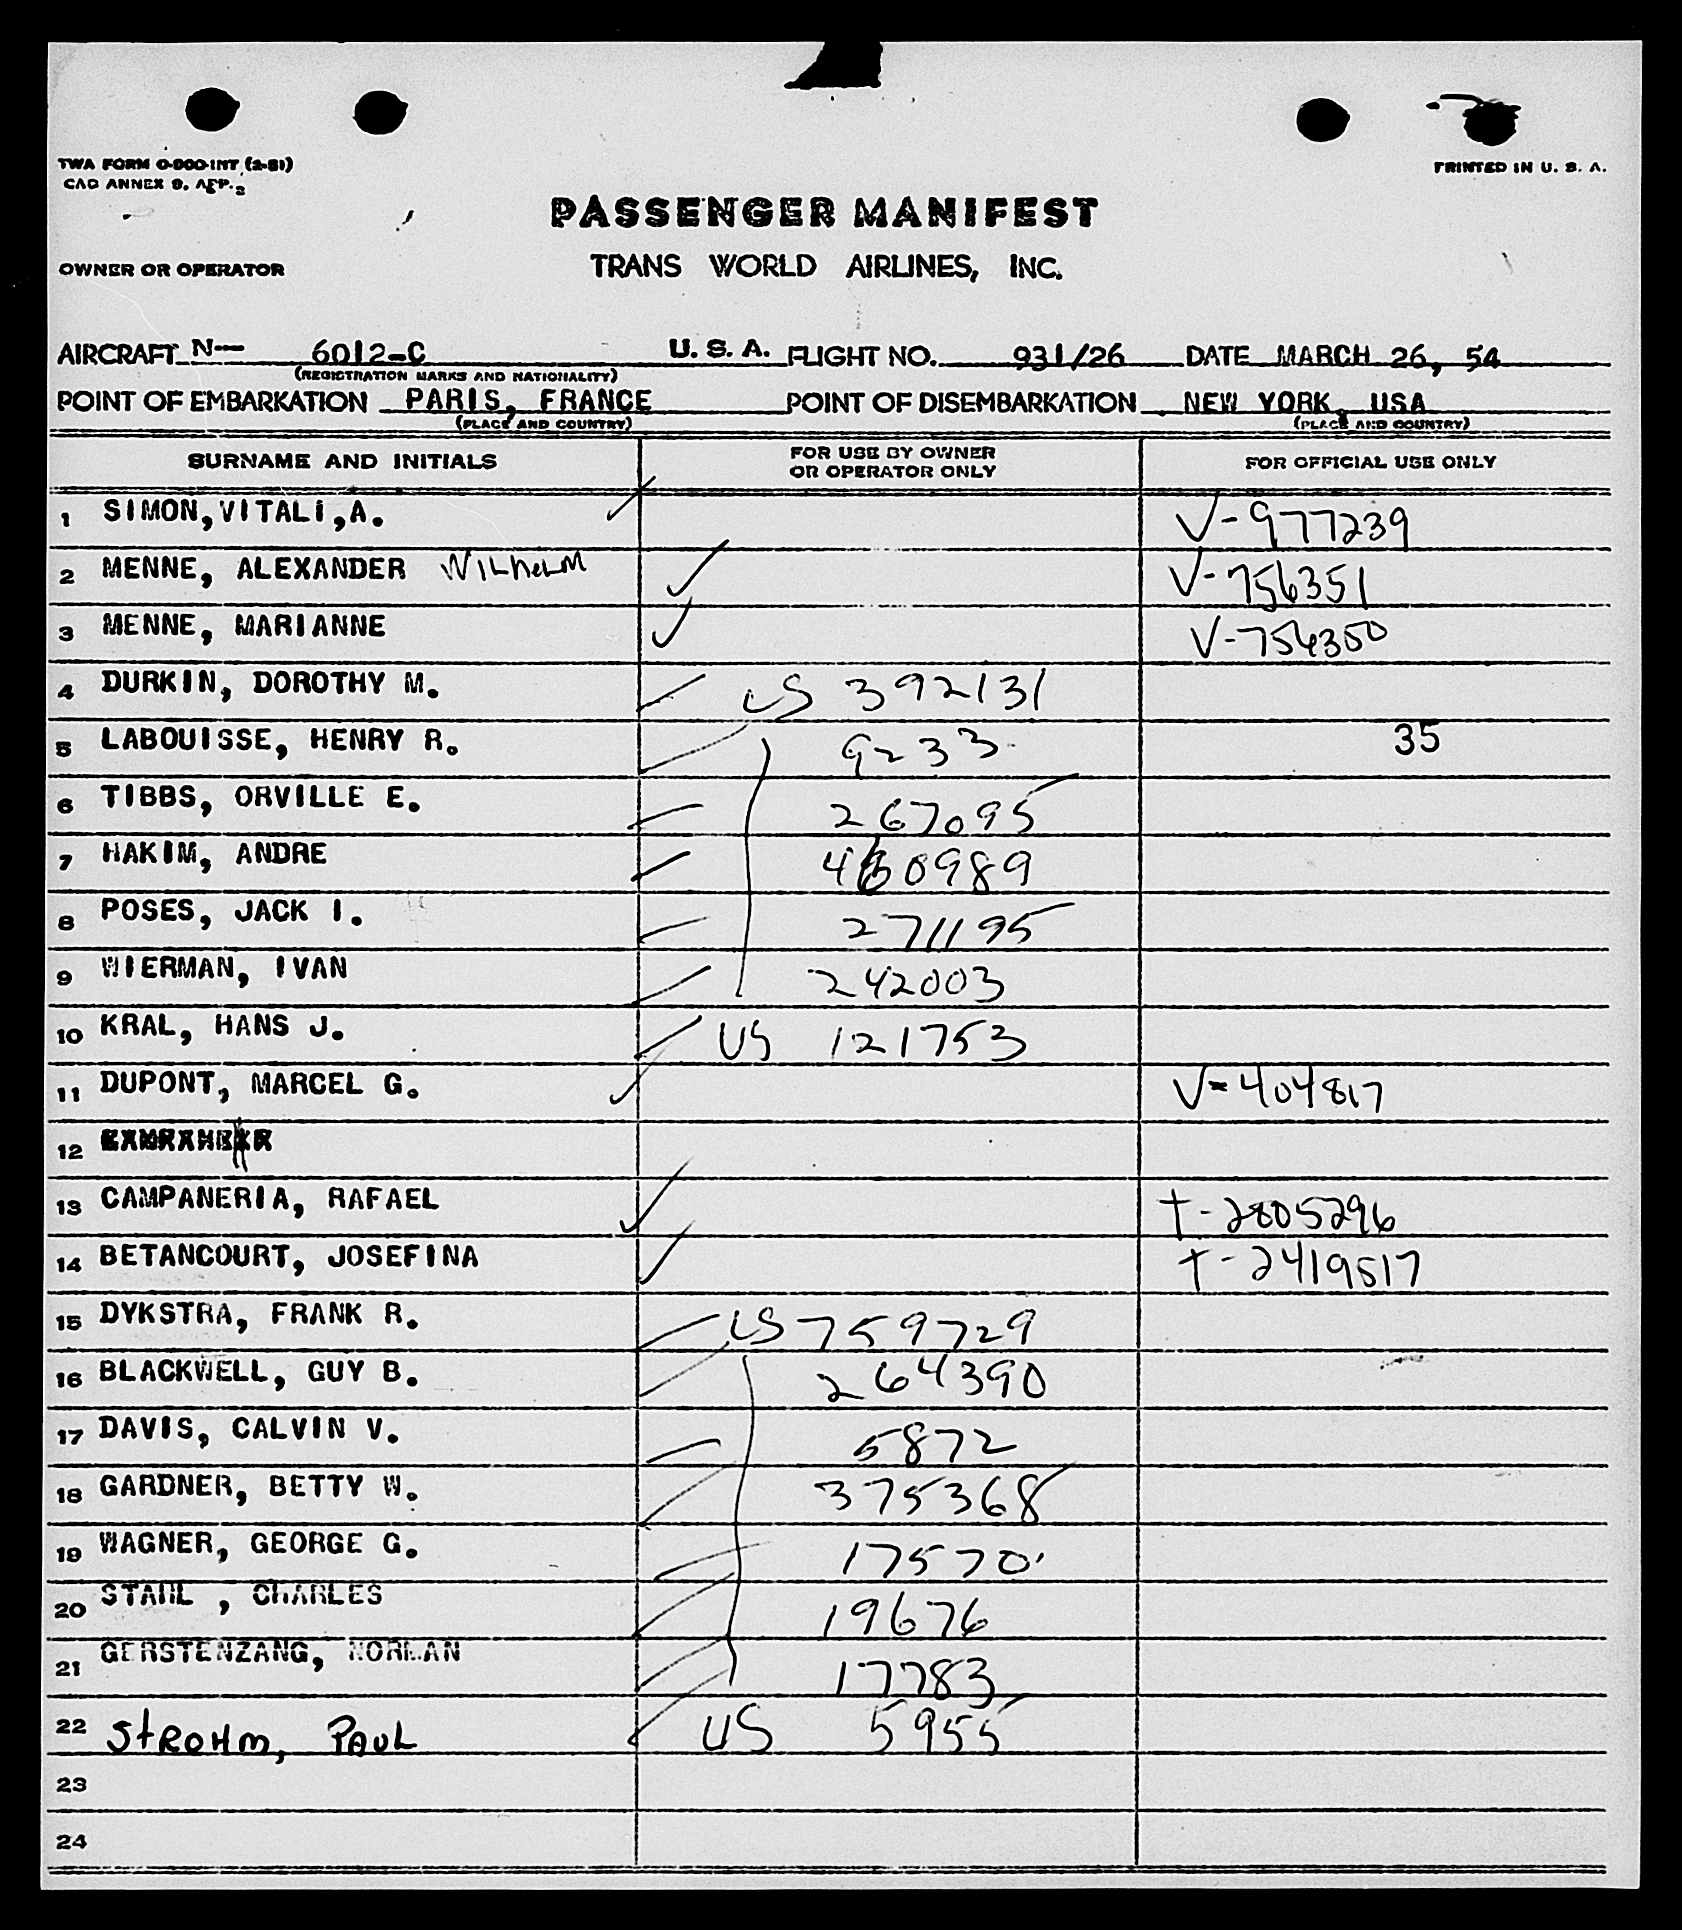 TWA FORM O-900-INT (2-51)
CAO ANNEX 9, APP. 2
PRINTED IN U. S. A.
PASSENGER MANIFEST
OWNER OR OPERATOR TRANS WORLD AIRLINES, INC.
AIRCRAFT N— 6012-C U. S. A. FLIGHT NO. 931/26 DATE MARCH 26, 54
(REGISTRATION MARKS AND NATIONALITY)
POINT OF EMBARKATION PARIS, FRANCE POINT OF DISEMBARKATION NEW YORK, USA
(PLACE AND COUNTRY) (PLACE AND COUNTRY)
SURNAME AND INITIALS FOR USE BY OWNER OR OPERATOR ONLY FOR OFFICIAL USE ONLY
1 SIMON,VITALI,A. V-977239
2 MENNE, ALEXANDER WILhELM V-756351
3 MENNE, MARIANNE V-756350
4 DURKIN, DOROTHY M. US 392131
5 LABOUISSE, HENRY R. 9233 35
6 TIBBS, ORVILLE E. 267095
7 HAKIM, ANDRE 460989
8 POSES, JACK I. 271195
9 WIERMAN, IVAN 242003
10 KRAL, HANS J. US 121753
11 DUPONT, MARCEL G. V-404817
12
13 CAMPANERIA, RAFAEL T-2805296
14 BETANCOURT, JOSEFINA T-2419517
15 DYKSTRA, FRANK R. US 759729
16 BLACKWELL, GUY B. 264390
17 DAVIS, CALVIN V. 5872
18 GARDNER, BETTY W. 375368
19 WAGNER, GEORGE G. 17570
20 STAHL , CHARLES 19676
21 GERSTENZANG, NORMAN 17783
22 StROHM, PAUL US 5955
23
24